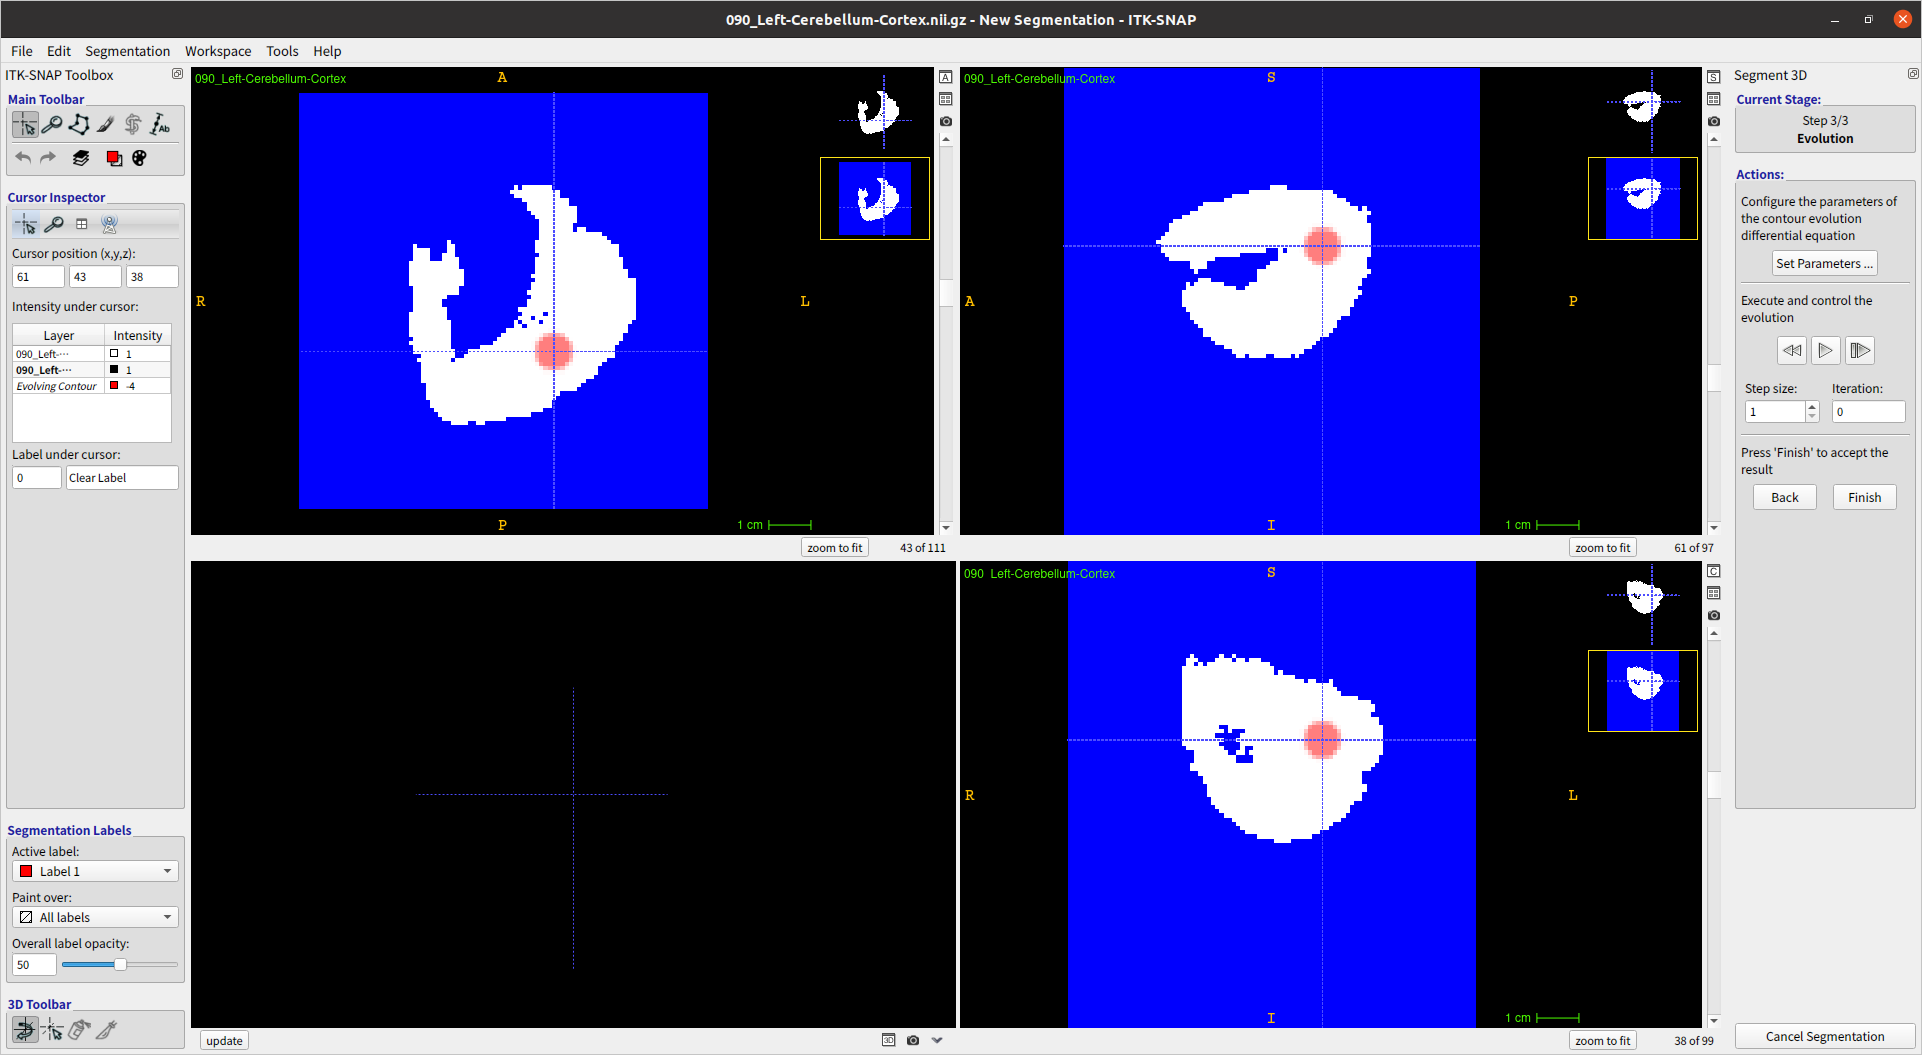 090_Left-Cerebellum-Cortex.nii.gz - New Segmentation - ITK-SNAP
File Edit Segmentation Workspace Tools Help
ITK-SNAP Toolbox
Main Toolbar
Ab
Cursor Inspector
Cursor position (x,y,z):
61 43 38
Intensity under cursor:
Layer Intensity
090_Left-··· 1
090_Left-··· 1
Evolving Contour -4
Label under cursor:
0 Clear Label
Segmentation Labels
Active label:
Label 1
Paint over:
All labels
Overall label opacity:
50
3D Toolbar
090_Left-Cerebellum-Cortex
A
R
L
P
1 cm
A
zoom to fit 43 of 111
090_Left-Cerebellum-Cortex
S
A
P
I
1 cm
S
zoom to fit 61 of 97
update
3D
090 Left-Cerebellum-Cortex
S
R
L
I
1 cm
C
zoom to fit 38 of 99
Segment 3D
Current Stage:
Step 3/3
Evolution
Actions:
Configure the parameters of
the contour evolution
differential equation
Set Parameters ...
Execute and control the
evolution
Step size: Iteration:
1 0
Press 'Finish' to accept the
result
Back Finish
Cancel Segmentation